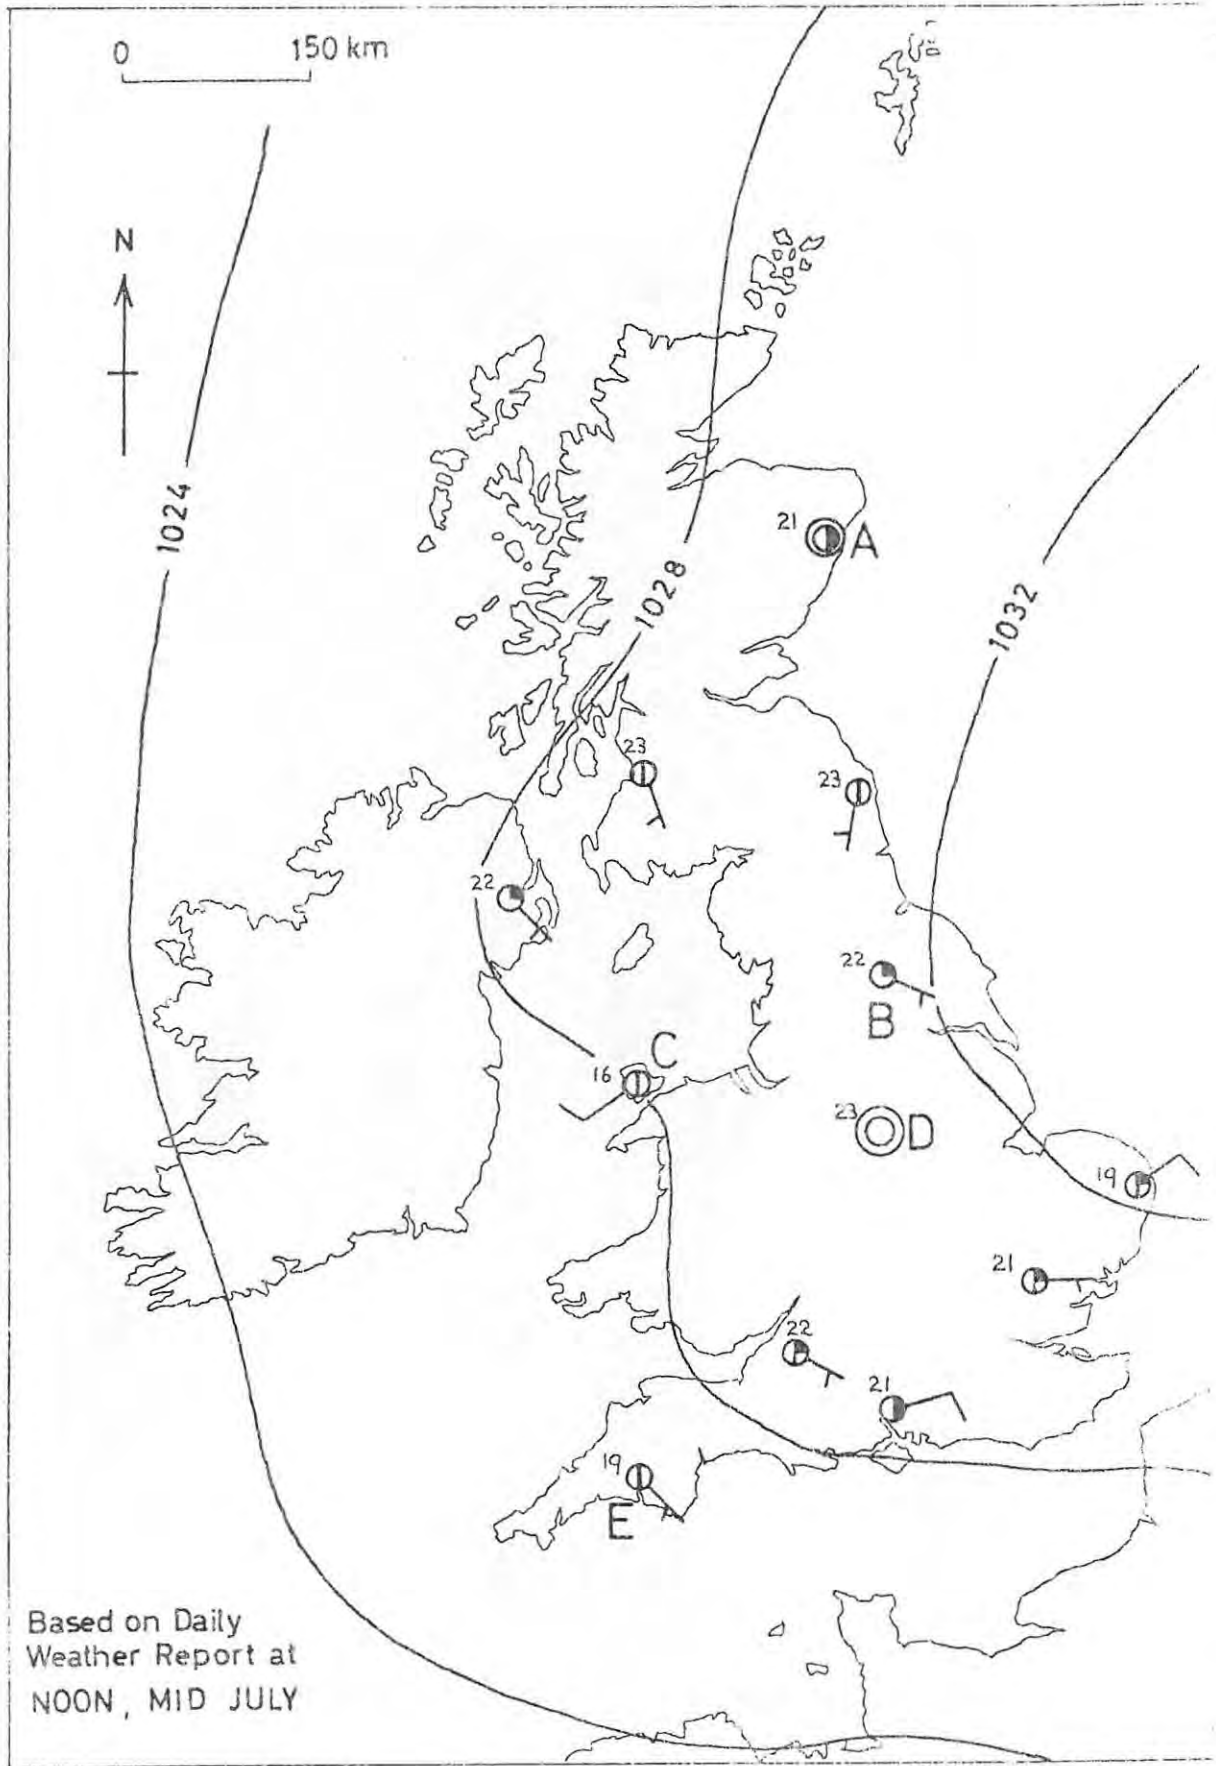 0 150 km
N
1024
21 A
1028
1032
23
23
22
22
B
C
16
23 D
19
21
22
21
19
E
Based on Daily
Weather Report at
NOON, MID JULY